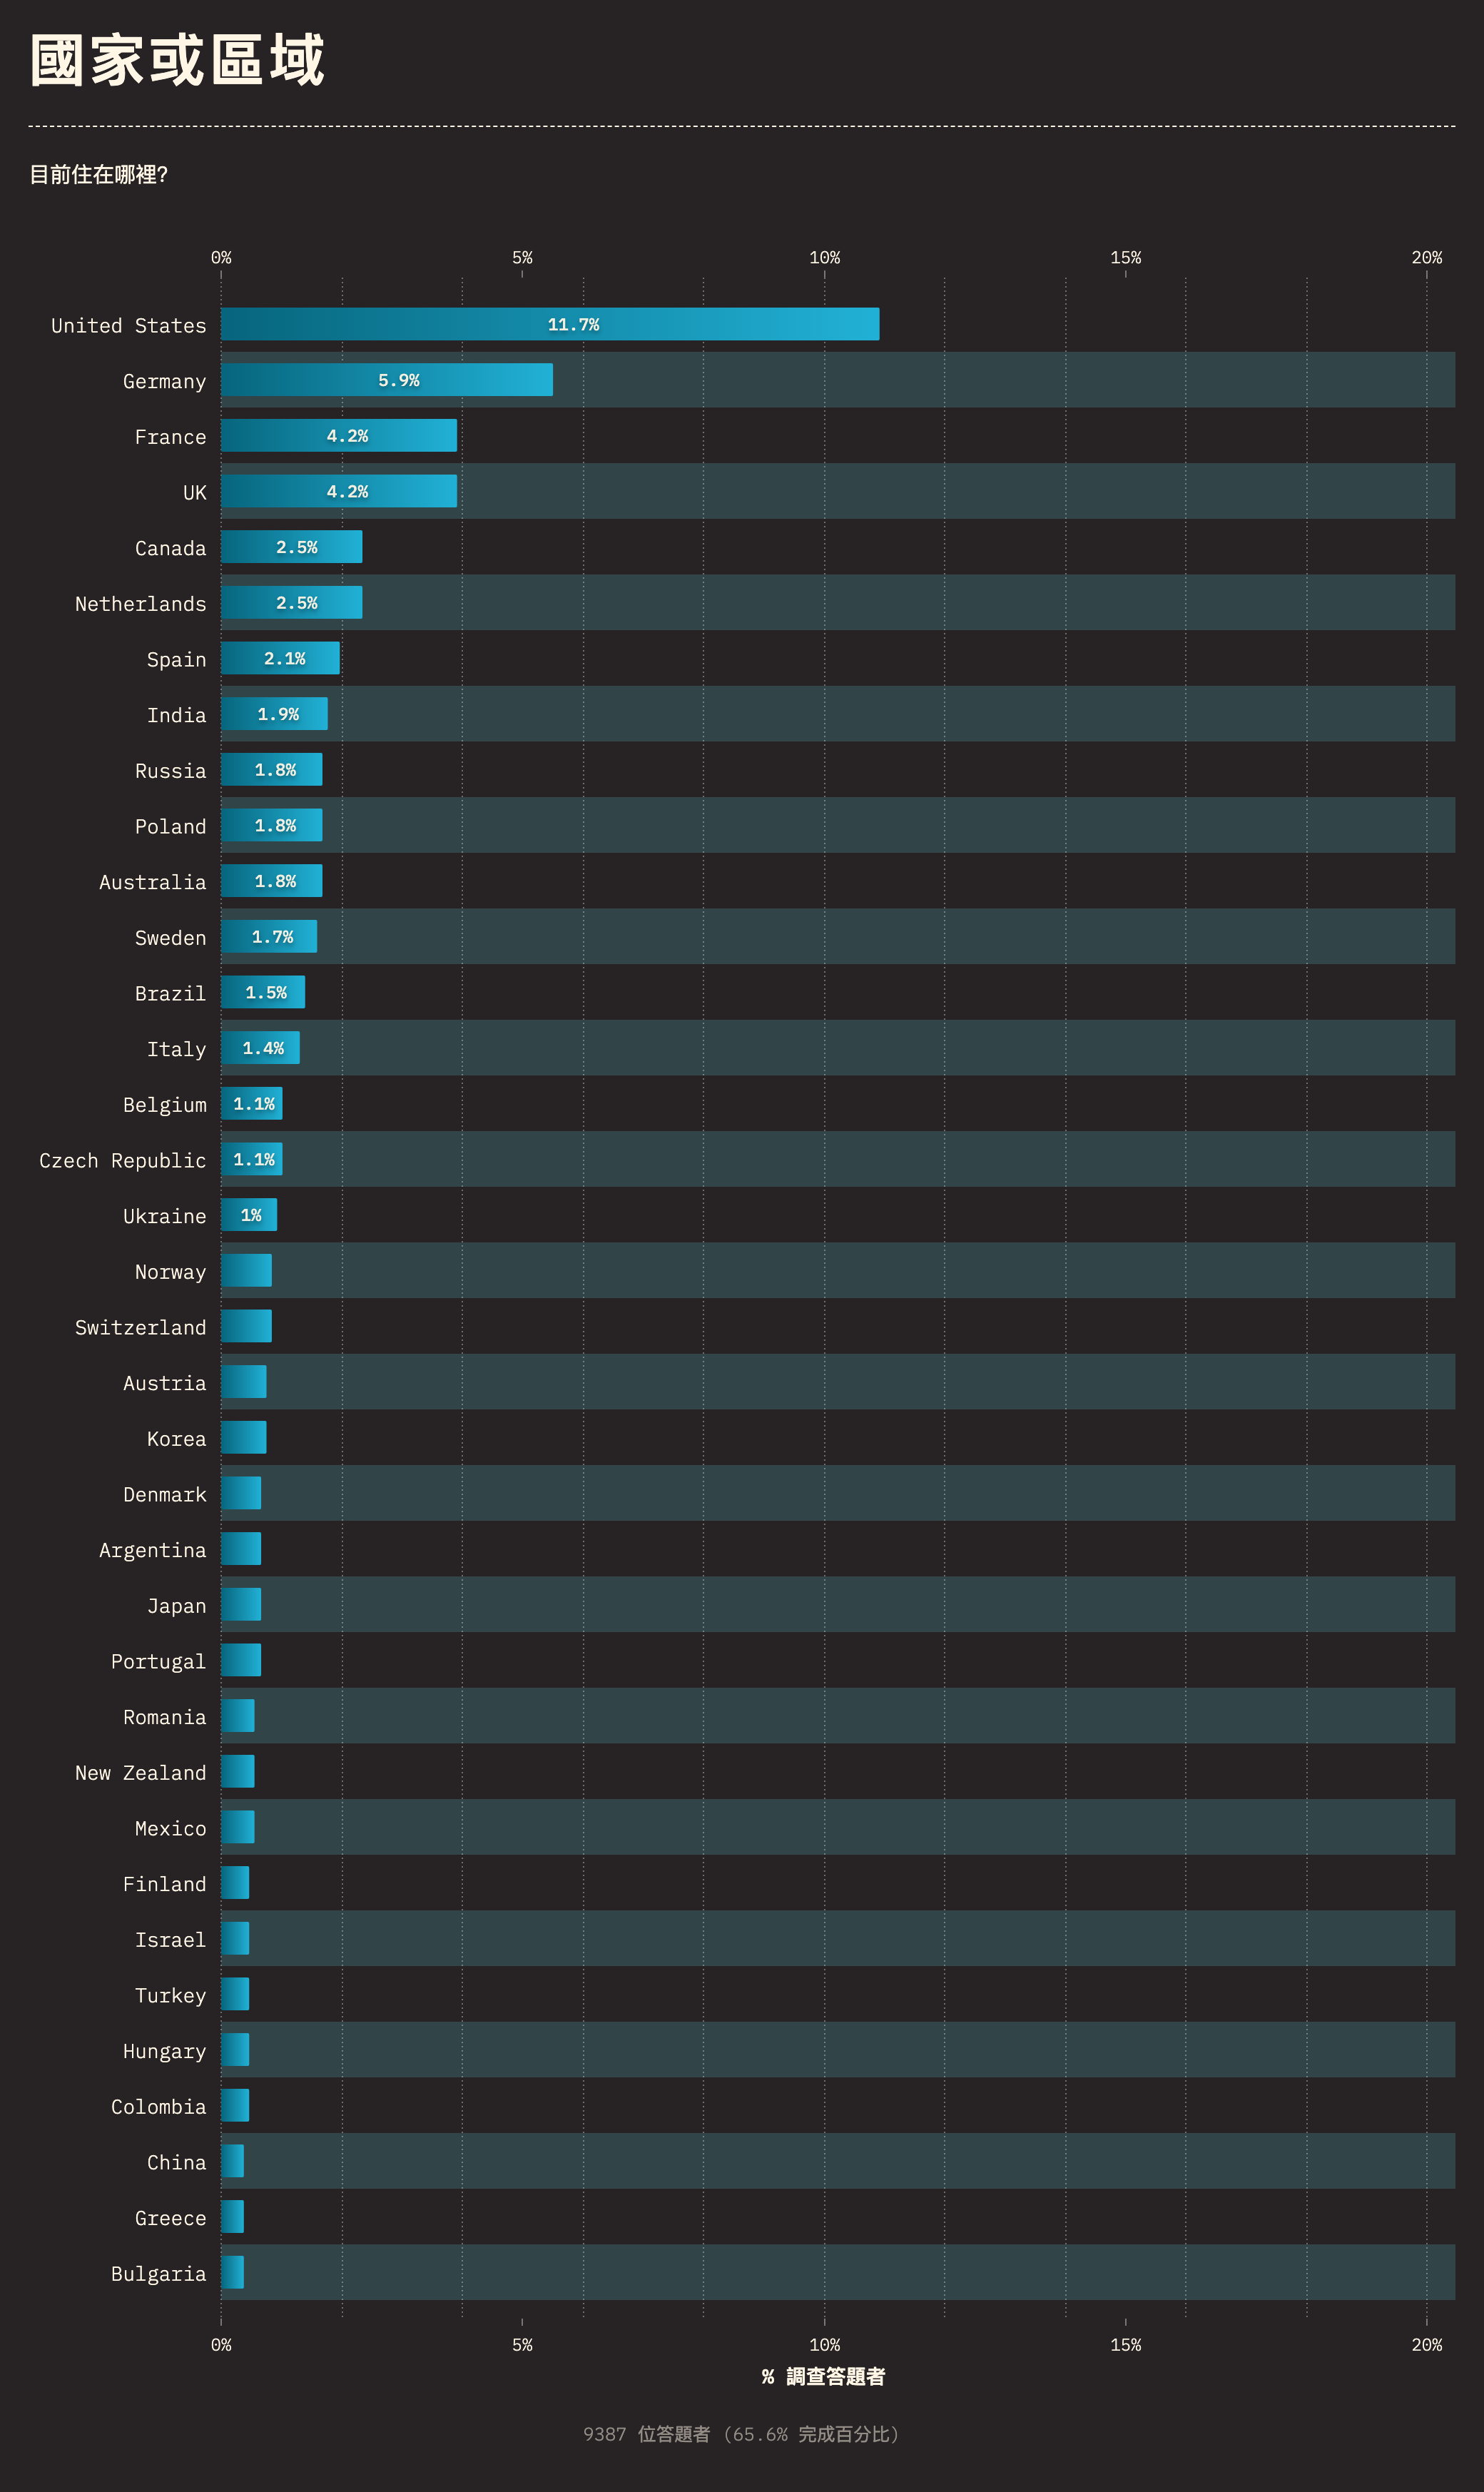 國家或區域
目前住在哪裡?
0% 5% 10% 15% 20%
United States 11.7%
Germany 5.9%
France 4.2%
UK 4.2%
Canada 2.5%
Netherlands 2.5%
Spain 2.1%
India 1.9%
Russia 1.8%
Poland 1.8%
Australia 1.8%
Sweden 1.7%
Brazil 1.5%
Italy 1.4%
Belgium 1.1%
Czech Republic 1.1%
Ukraine 1%
Norway
Switzerland
Austria
Korea
Denmark
Argentina
Japan
Portugal
Romania
New Zealand
Mexico
Finland
Israel
Turkey
Hungary
Colombia
China
Greece
Bulgaria
0% 5% 10% 15% 20%
% 調查答題者
9387 位答題者 (65.6% 完成百分比)